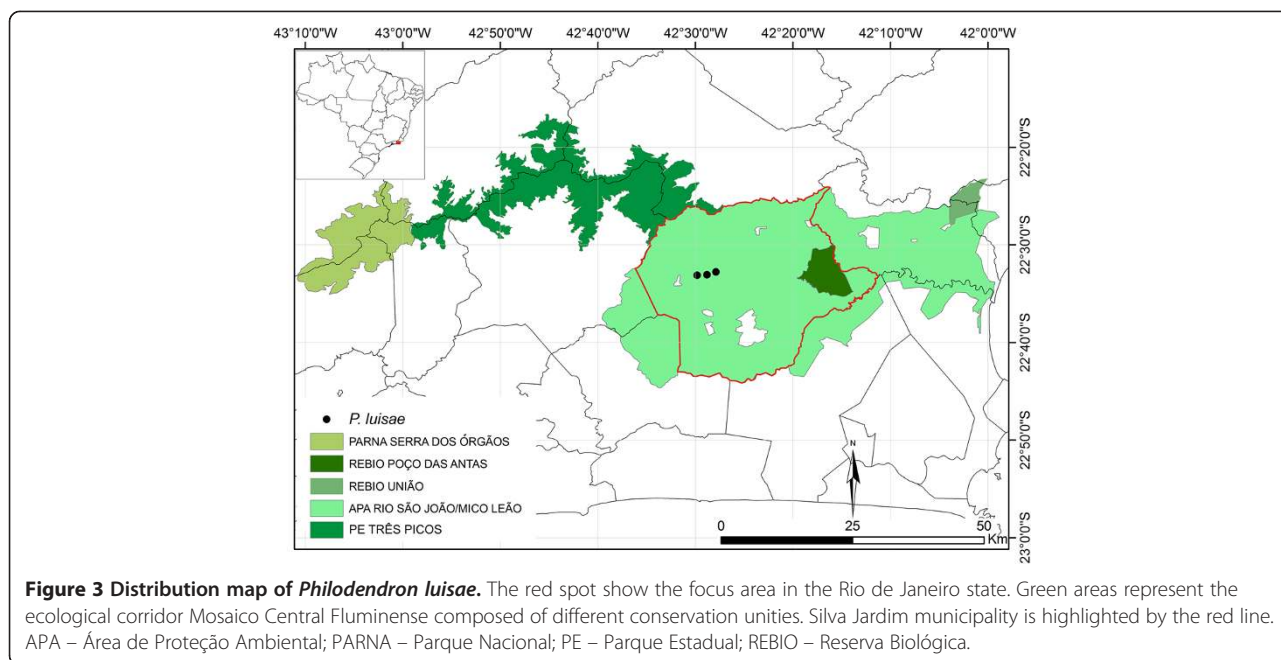 43°10'0"W 43°0'0"W 42°50'0"W 42°40'0"W 42°30'0"W 42°20'0"W 42°10'0"W 42°0'0"W
22°20'0"S
22°30'0"S
22°40'0"S
22°50'0"S
23°0'0"S
P. luisae
PARNA SERRA DOS ÓRGÃOS
REBIO POÇO DAS ANTAS
REBIO UNIÃO
APA RIO SÃO JOÃO/MICO LEÃO
PE TRÊS PICOS
N
0 25 50
Km
Figure 3 Distribution map of Philodendron luisae. The red spot show the focus area in the Rio de Janeiro state. Green areas represent the
ecological corridor Mosaico Central Fluminense composed of different conservation unities. Silva Jardim municipality is highlighted by the red line.
APA – Área de Proteção Ambiental; PARNA – Parque Nacional; PE – Parque Estadual; REBIO – Reserva Biológica.